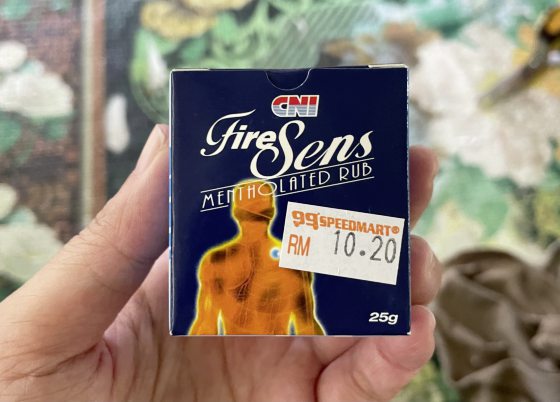 CNI
Fire Sens
MENTHOLATED RUB
99 SPEEDMART®
RM 10.20
25g